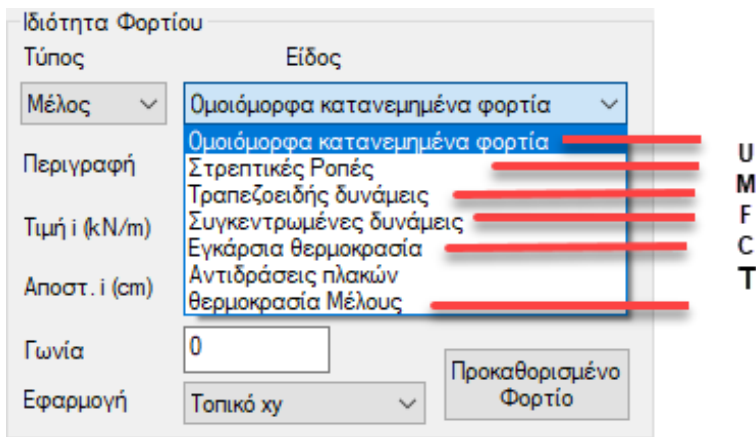 Ιδιότητα Φορτίου
Τύπος Είδος
Μέλος Ομοιόμορφα κατανεμημένα φορτία
Ομοιόμορφα κατανεμημένα φορτία
Περιγραφή Στρεπτικές Ροπές U
Τραπεζοειδής δυνάμεις M
Τιμή i (kN/m) Συγκεντρωμένες δυνάμεις F
Εγκάρσια θερμοκρασία C
Αποστ. i (cm) Αντιδράσεις πλακών T
θερμοκρασία Μέλους
Γωνία 0
Εφαρμογή Τοπικό xy Προκαθορισμένο
Φορτίο